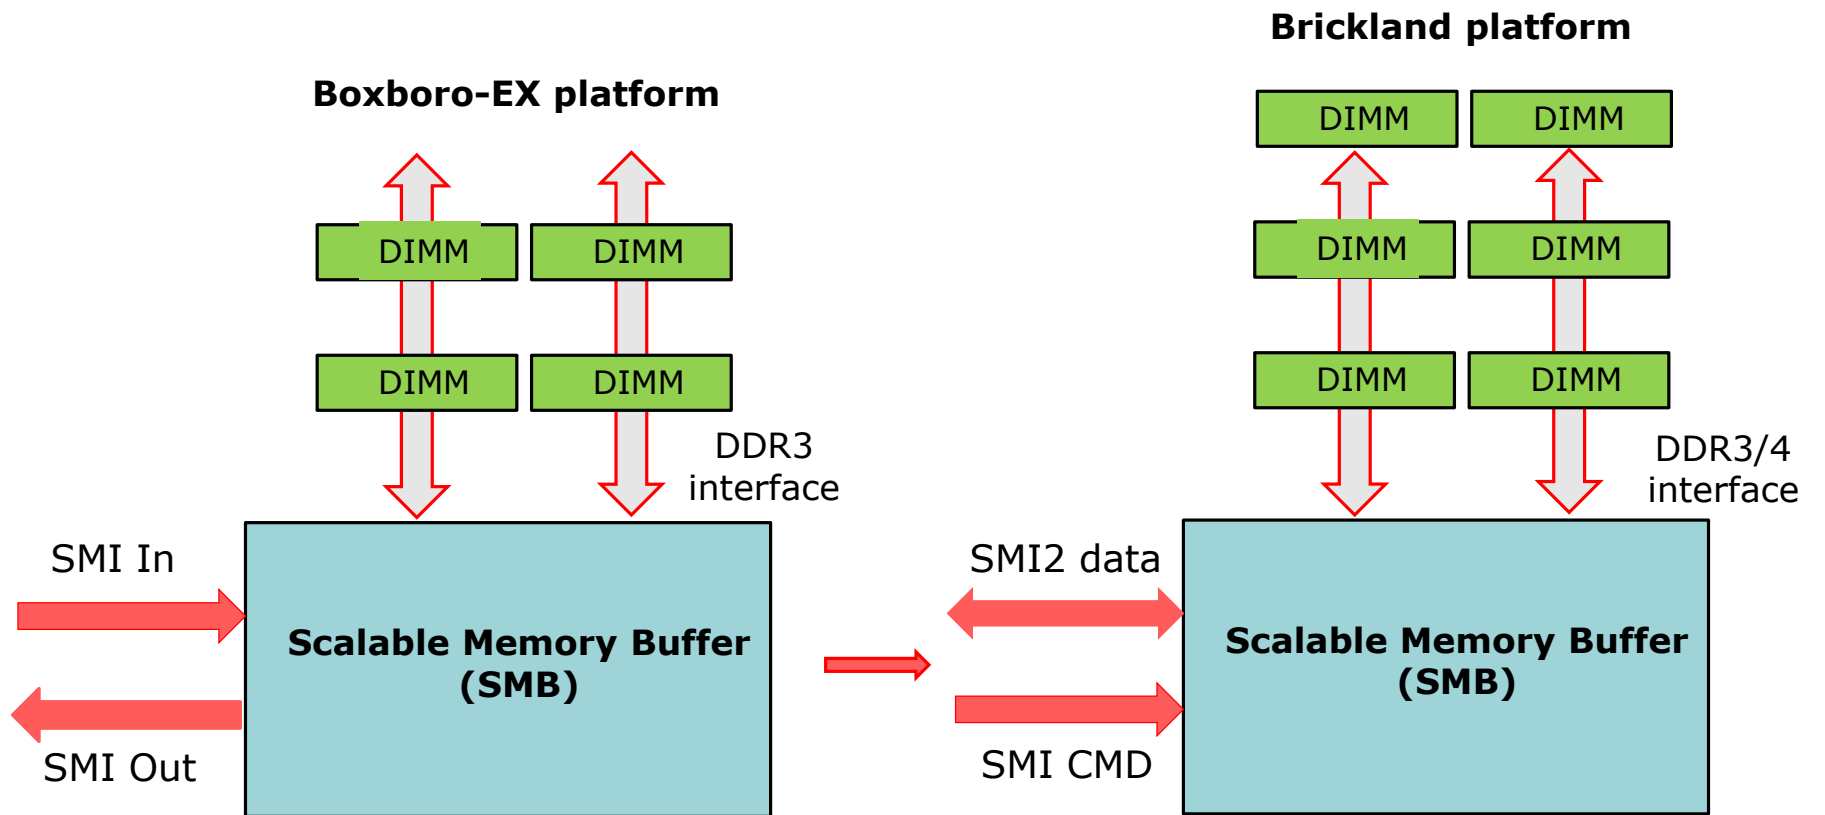 Boxboro-EX platform
DIMM DIMM
DIMM DIMM
DDR3
interface
SMI In
Scalable Memory Buffer
(SMB)
SMI Out
Brickland platform
DIMM DIMM
DIMM DIMM
DIMM DIMM
DDR3/4
interface
SMI2 data
Scalable Memory Buffer
(SMB)
SMI CMD